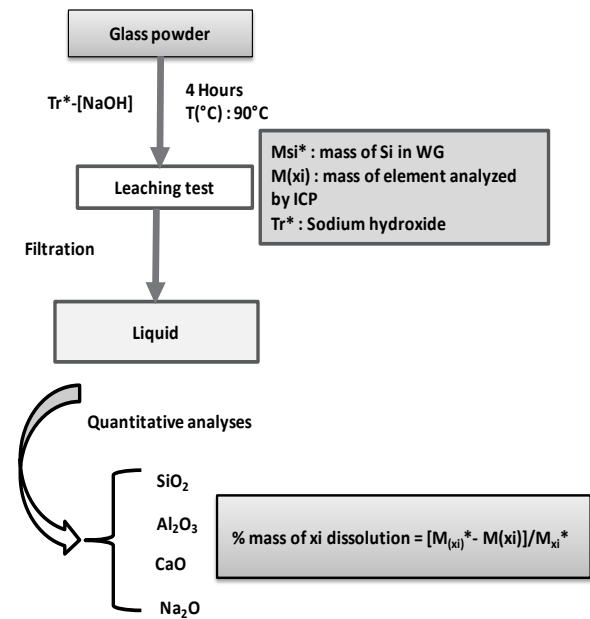 Glass powder
Tr*-[NaOH]
4 Hours
T(°C) : 90°C
Leaching test
Msi* : mass of Si in WG
M(xi) : mass of element analyzed
by ICP
Tr* : Sodium hydroxide
Filtration
Liquid
Quantitative analyses
SiO₂
Al₂O₃
CaO
Na₂O
% mass of xi dissolution = [M₍ₓᵢ₎*- M(xi)]/Mₓᵢ*